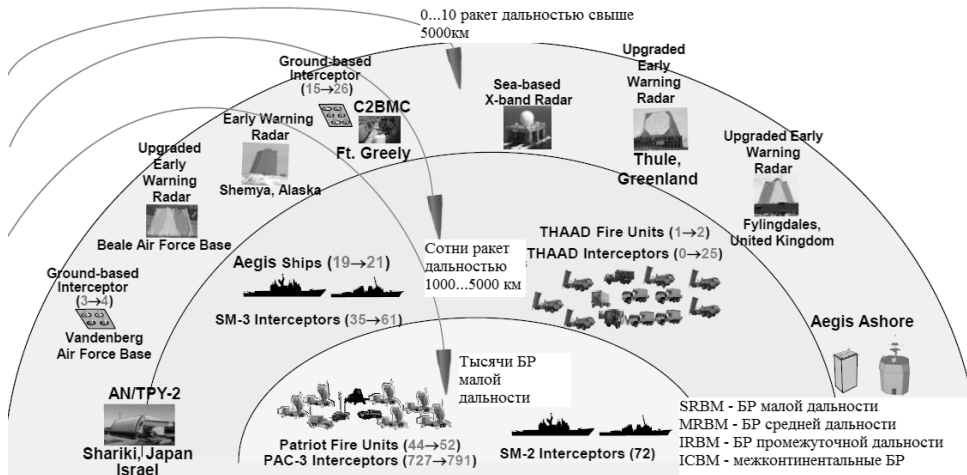 0...10 ракет дальностью свыше
5000км
Ground-based
Interceptor
(15→26)
C2BMC
Ft. Greely
Early Warning
Radar
Shemya, Alaska
Sea-based
X-band Radar
Upgraded
Early
Warning
Radar
Thule,
Greenland
Upgraded Early
Warning
Radar
Fylingdales,
United Kingdom
Upgraded
Early
Warning
Radar
Beale Air Force Base
Ground-based
Interceptor
(3→4)
Vandenberg
Air Force Base
Aegis Ships (19→21)
SM-3 Interceptors (35→61)
Сотни ракет
дальностью
1000...5000 км
THAAD Fire Units (1→2)
THAAD Interceptors (0→25)
Aegis Ashore
AN/TPY-2
Shariki, Japan
Israel
Тысячи БР
малой
дальности
Patriot Fire Units (44→52)
PAC-3 Interceptors (727→791)
SM-2 Interceptors (72)
SRBM - БР малой дальности
MRBM - БР средней дальности
IRBM - БР промежуточной дальности
ICBM - межконтинентальные БР